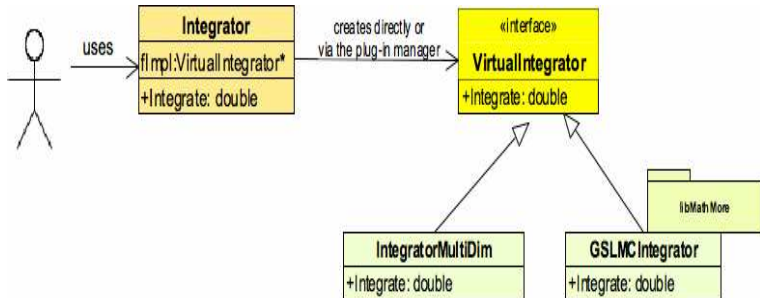 Integrator
fImpl:VirtualIntegrator*
+Integrate: double
uses
creates directly or
via the plug-in manager
«interface»
VirtualIntegrator
+Integrate: double
libMathMore
IntegratorMultiDim
+Integrate: double
GSLMCIntegrator
+Integrate: double